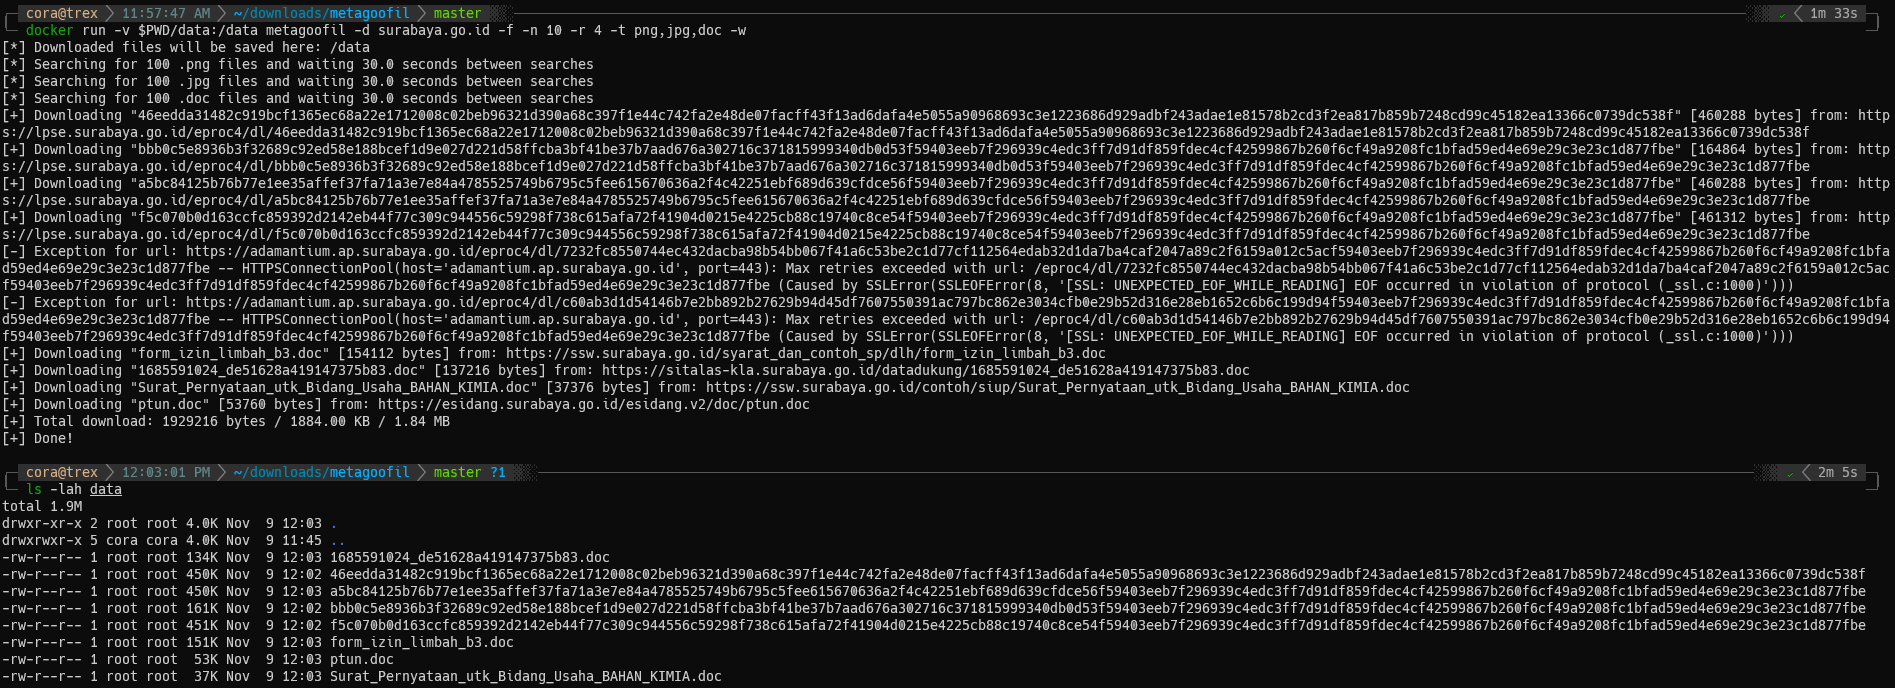 cora@trex 11:57:47 AM ~/downloads/metagoofil master ✓ 1m 33s
docker run -v $PWD/data:/data metagoofil -d surabaya.go.id -f -n 10 -r 4 -t png,jpg,doc -w
[*] Downloaded files will be saved here: /data
[*] Searching for 100 .png files and waiting 30.0 seconds between searches
[*] Searching for 100 .jpg files and waiting 30.0 seconds between searches
[*] Searching for 100 .doc files and waiting 30.0 seconds between searches
[+] Downloading "46eedda31482c919bcf1365ec68a22e1712008c02beb96321d390a68c397f1e44c742fa2e48de07facff43f13ad6dafa4e5055a90968693c3e1223686d929adbf243adae1e81578b2cd3f2ea817b859b7248cd99c45182ea13366c0739dc538f" [460288 bytes] from: http
s://lpse.surabaya.go.id/eproc4/dl/46eedda31482c919bcf1365ec68a22e1712008c02beb96321d390a68c397f1e44c742fa2e48de07facff43f13ad6dafa4e5055a90968693c3e1223686d929adbf243adae1e81578b2cd3f2ea817b859b7248cd99c45182ea13366c0739dc538f
[+] Downloading "bbb0c5e8936b3f32689c92ed58e188bcef1d9e027d221d58ffcba3bf41be37b7aad676a302716c371815999340db0d53f59403eeb7f296939c4edc3ff7d91df859fdec4cf42599867b260f6cf49a9208fc1bfad59ed4e69e29c3e23c1d877fbe" [164864 bytes] from: http
s://lpse.surabaya.go.id/eproc4/dl/bbb0c5e8936b3f32689c92ed58e188bcef1d9e027d221d58ffcba3bf41be37b7aad676a302716c371815999340db0d53f59403eeb7f296939c4edc3ff7d91df859fdec4cf42599867b260f6cf49a9208fc1bfad59ed4e69e29c3e23c1d877fbe
[+] Downloading "a5bc84125b76b77e1ee35affef37fa71a3e7e84a4785525749b6795c5fee615670636a2f4c42251ebf689d639cfdce56f59403eeb7f296939c4edc3ff7d91df859fdec4cf42599867b260f6cf49a9208fc1bfad59ed4e69e29c3e23c1d877fbe" [460288 bytes] from: http
s://lpse.surabaya.go.id/eproc4/dl/a5bc84125b76b77e1ee35affef37fa71a3e7e84a4785525749b6795c5fee615670636a2f4c42251ebf689d639cfdce56f59403eeb7f296939c4edc3ff7d91df859fdec4cf42599867b260f6cf49a9208fc1bfad59ed4e69e29c3e23c1d877fbe
[+] Downloading "f5c070b0d163ccfc859392d2142eb44f77c309c944556c59298f738c615afa72f41904d0215e4225cb88c19740c8ce54f59403eeb7f296939c4edc3ff7d91df859fdec4cf42599867b260f6cf49a9208fc1bfad59ed4e69e29c3e23c1d877fbe" [461312 bytes] from: http
s://lpse.surabaya.go.id/eproc4/dl/f5c070b0d163ccfc859392d2142eb44f77c309c944556c59298f738c615afa72f41904d0215e4225cb88c19740c8ce54f59403eeb7f296939c4edc3ff7d91df859fdec4cf42599867b260f6cf49a9208fc1bfad59ed4e69e29c3e23c1d877fbe
[-] Exception for url: https://adamantium.ap.surabaya.go.id/eproc4/dl/7232fc8550744ec432dacba98b54bb067f41a6c53be2c1d77cf112564edab32d1da7ba4caf2047a89c2f6159a012c5acf59403eeb7f296939c4edc3ff7d91df859fdec4cf42599867b260f6cf49a9208fc1bfa
d59ed4e69e29c3e23c1d877fbe -- HTTPSConnectionPool(host='adamantium.ap.surabaya.go.id', port=443): Max retries exceeded with url: /eproc4/dl/7232fc8550744ec432dacba98b54bb067f41a6c53be2c1d77cf112564edab32d1da7ba4caf2047a89c2f6159a012c5ac
f59403eeb7f296939c4edc3ff7d91df859fdec4cf42599867b260f6cf49a9208fc1bfad59ed4e69e29c3e23c1d877fbe (Caused by SSLError(SSLEOFError(8, '[SSL: UNEXPECTED_EOF_WHILE_READING] EOF occurred in violation of protocol (_ssl.c:1000)')))
[-] Exception for url: https://adamantium.ap.surabaya.go.id/eproc4/dl/c60ab3d1d54146b7e2bb892b27629b94d45df7607550391ac797bc862e3034cfb0e29b52d316e28eb1652c6b6c199d94f59403eeb7f296939c4edc3ff7d91df859fdec4cf42599867b260f6cf49a9208fc1bfa
d59ed4e69e29c3e23c1d877fbe -- HTTPSConnectionPool(host='adamantium.ap.surabaya.go.id', port=443): Max retries exceeded with url: /eproc4/dl/c60ab3d1d54146b7e2bb892b27629b94d45df7607550391ac797bc862e3034cfb0e29b52d316e28eb1652c6b6c199d94
f59403eeb7f296939c4edc3ff7d91df859fdec4cf42599867b260f6cf49a9208fc1bfad59ed4e69e29c3e23c1d877fbe (Caused by SSLError(SSLEOFError(8, '[SSL: UNEXPECTED_EOF_WHILE_READING] EOF occurred in violation of protocol (_ssl.c:1000)')))
[+] Downloading "form_izin_limbah_b3.doc" [154112 bytes] from: https://ssw.surabaya.go.id/syarat_dan_contoh_sp/dlh/form_izin_limbah_b3.doc
[+] Downloading "1685591024_de51628a419147375b83.doc" [137216 bytes] from: https://sitalas-kla.surabaya.go.id/datadukung/1685591024_de51628a419147375b83.doc
[+] Downloading "Surat_Pernyataan_utk_Bidang_Usaha_BAHAN_KIMIA.doc" [37376 bytes] from: https://ssw.surabaya.go.id/contoh/siup/Surat_Pernyataan_utk_Bidang_Usaha_BAHAN_KIMIA.doc
[+] Downloading "ptun.doc" [53760 bytes] from: https://esidang.surabaya.go.id/esidang.v2/doc/ptun.doc
[+] Total download: 1929216 bytes / 1884.00 KB / 1.84 MB
[+] Done!
cora@trex 12:03:01 PM ~/downloads/metagoofil master ?1 ✓ 2m 5s
ls -lah data
total 1.9M
drwxr-xr-x 2 root root 4.0K Nov  9 12:03 .
drwxrwxr-x 5 cora cora 4.0K Nov  9 11:45 ..
-rw-r--r-- 1 root root 134K Nov  9 12:03 1685591024_de51628a419147375b83.doc
-rw-r--r-- 1 root root 450K Nov  9 12:02 46eedda31482c919bcf1365ec68a22e1712008c02beb96321d390a68c397f1e44c742fa2e48de07facff43f13ad6dafa4e5055a90968693c3e1223686d929adbf243adae1e81578b2cd3f2ea817b859b7248cd99c45182ea13366c0739dc538f
-rw-r--r-- 1 root root 450K Nov  9 12:03 a5bc84125b76b77e1ee35affef37fa71a3e7e84a4785525749b6795c5fee615670636a2f4c42251ebf689d639cfdce56f59403eeb7f296939c4edc3ff7d91df859fdec4cf42599867b260f6cf49a9208fc1bfad59ed4e69e29c3e23c1d877fbe
-rw-r--r-- 1 root root 161K Nov  9 12:02 bbb0c5e8936b3f32689c92ed58e188bcef1d9e027d221d58ffcba3bf41be37b7aad676a302716c371815999340db0d53f59403eeb7f296939c4edc3ff7d91df859fdec4cf42599867b260f6cf49a9208fc1bfad59ed4e69e29c3e23c1d877fbe
-rw-r--r-- 1 root root 451K Nov  9 12:02 f5c070b0d163ccfc859392d2142eb44f77c309c944556c59298f738c615afa72f41904d0215e4225cb88c19740c8ce54f59403eeb7f296939c4edc3ff7d91df859fdec4cf42599867b260f6cf49a9208fc1bfad59ed4e69e29c3e23c1d877fbe
-rw-r--r-- 1 root root 151K Nov  9 12:03 form_izin_limbah_b3.doc
-rw-r--r-- 1 root root  53K Nov  9 12:03 ptun.doc
-rw-r--r-- 1 root root  37K Nov  9 12:03 Surat_Pernyataan_utk_Bidang_Usaha_BAHAN_KIMIA.doc